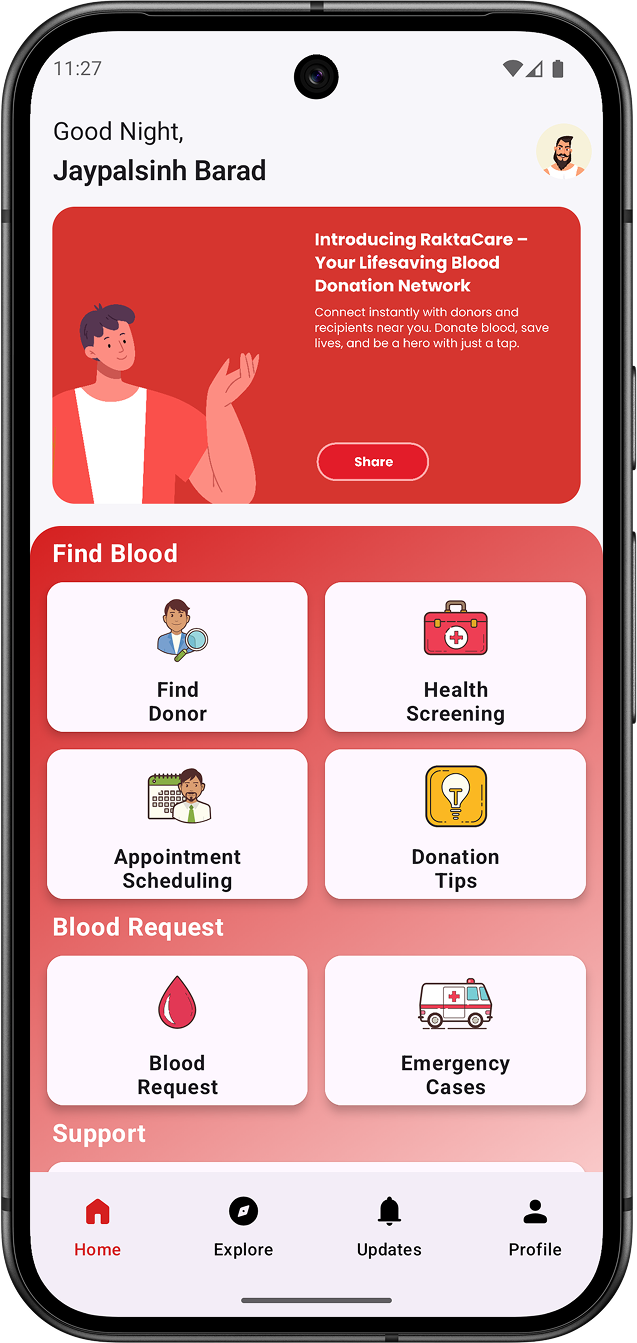 11:27
Good Night,
Jaypalsinh Barad
Introducing RaktaCare –
Your Lifesaving Blood
Donation Network
Connect instantly with donors and
recipients near you. Donate blood, save
lives, and be a hero with just a tap.
Share
Find Blood
Find
Donor
Health
Screening
Appointment
Scheduling
Donation
Tips
Blood Request
Blood
Request
Emergency
Cases
Support
Home
Explore
Updates
Profile